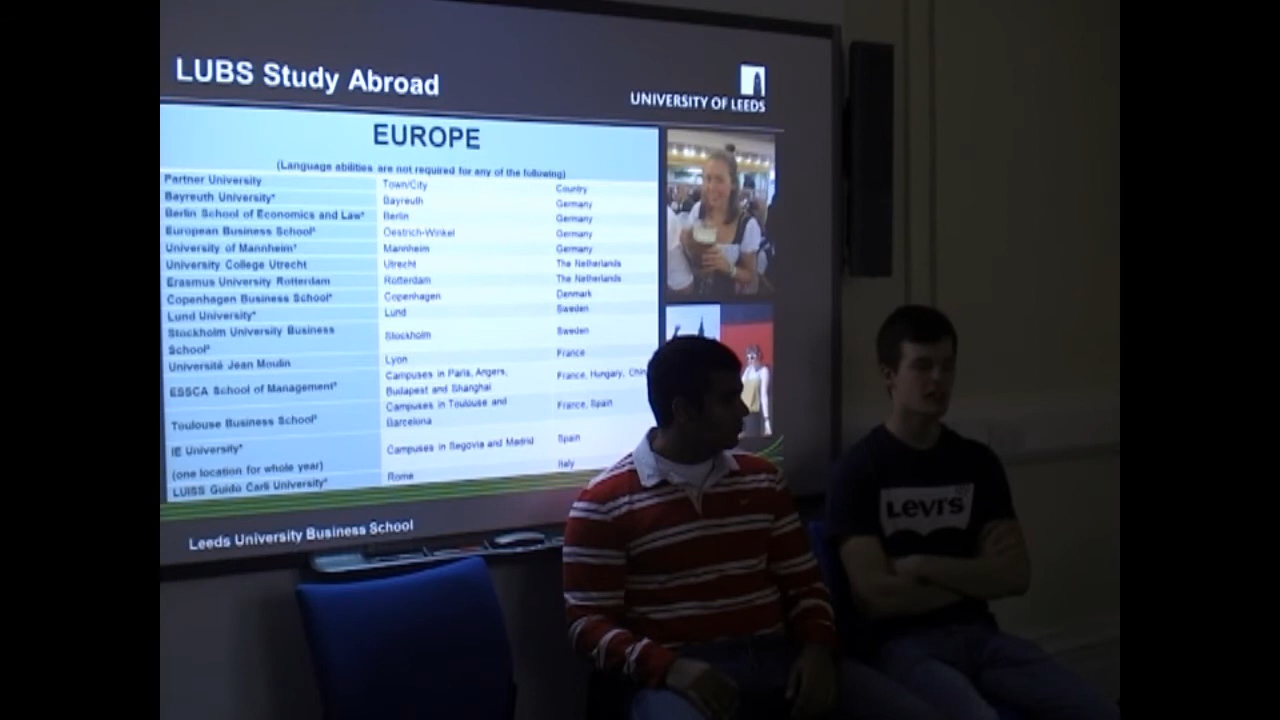 LUBS Study Abroad
UNIVERSITY OF LEEDS
EUROPE
(Language abilities are not required for any of the following)
Partner University Town/City Country
Bayreuth University* Bayreuth Germany
Berlin School of Economics and Law* Berlin Germany
European Business School* Oestrich-Winkel Germany
University of Mannheim* Mannheim Germany
University College Utrecht Utrecht The Netherlands
Erasmus University Rotterdam Rotterdam The Netherlands
Copenhagen Business School* Copenhagen Denmark
Lund University* Lund Sweden
Stockholm University Business
School* Stockholm Sweden
Université Jean Moulin Lyon France
ESSCA School of Management* Campuses in Paris, Angers,
Budapest and Shanghai France, Hungary, Chin
Toulouse Business School* Campuses in Toulouse and
Barcelona France, Spain
IE University* Campuses in Segovia and Madrid Spain
(one location for whole year)
LUISS Guido Carli University* Rome Italy
Leeds University Business School
Levi's